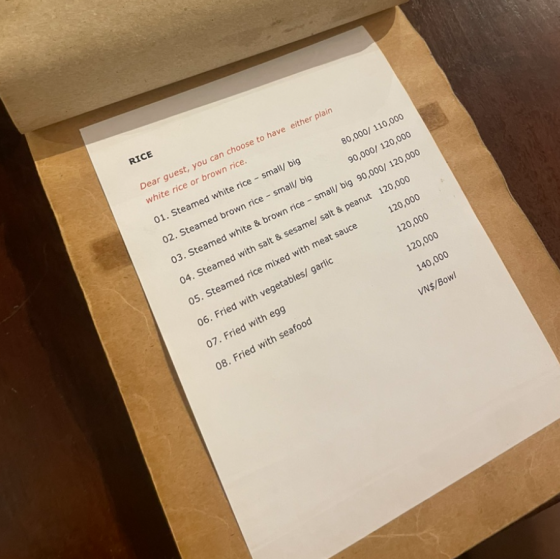 RICE
Dear guest, you can choose to have either plain
white rice or brown rice.
01. Steamed white rice – small/ big 80,000/ 110,000
02. Steamed brown rice – small/ big 90,000/ 120,000
03. Steamed white & brown rice – small/ big 90,000/ 120,000
04. Steamed with salt & sesame/ salt & peanut 120,000
05. Steamed rice mixed with meat sauce 120,000
06. Fried with vegetables/ garlic 120,000
07. Fried with egg 120,000
08. Fried with seafood 140,000
VN$/Bowl